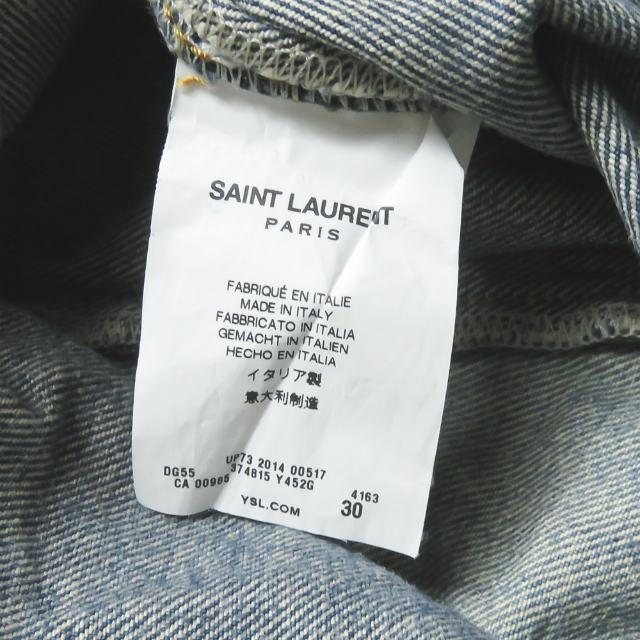 SAINT LAURENT
PARIS
FABRIQUÉ EN ITALIE
MADE IN ITALY
FABBRICATO IN ITALIA
GEMACHT IN ITALIEN
HECHO EN ITALIA
イタリア製
意大利制造
UP73 2014 00517
DG55 374815 Y452G 4163
CA 00985 30
YSL.COM